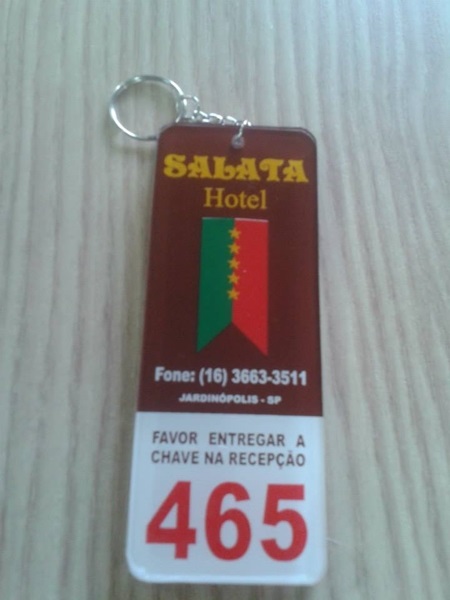 SALATA
Hotel
Fone: (16) 3663-3511
JARDINÓPOLIS - SP
FAVOR ENTREGAR A
CHAVE NA RECEPÇÃO
465